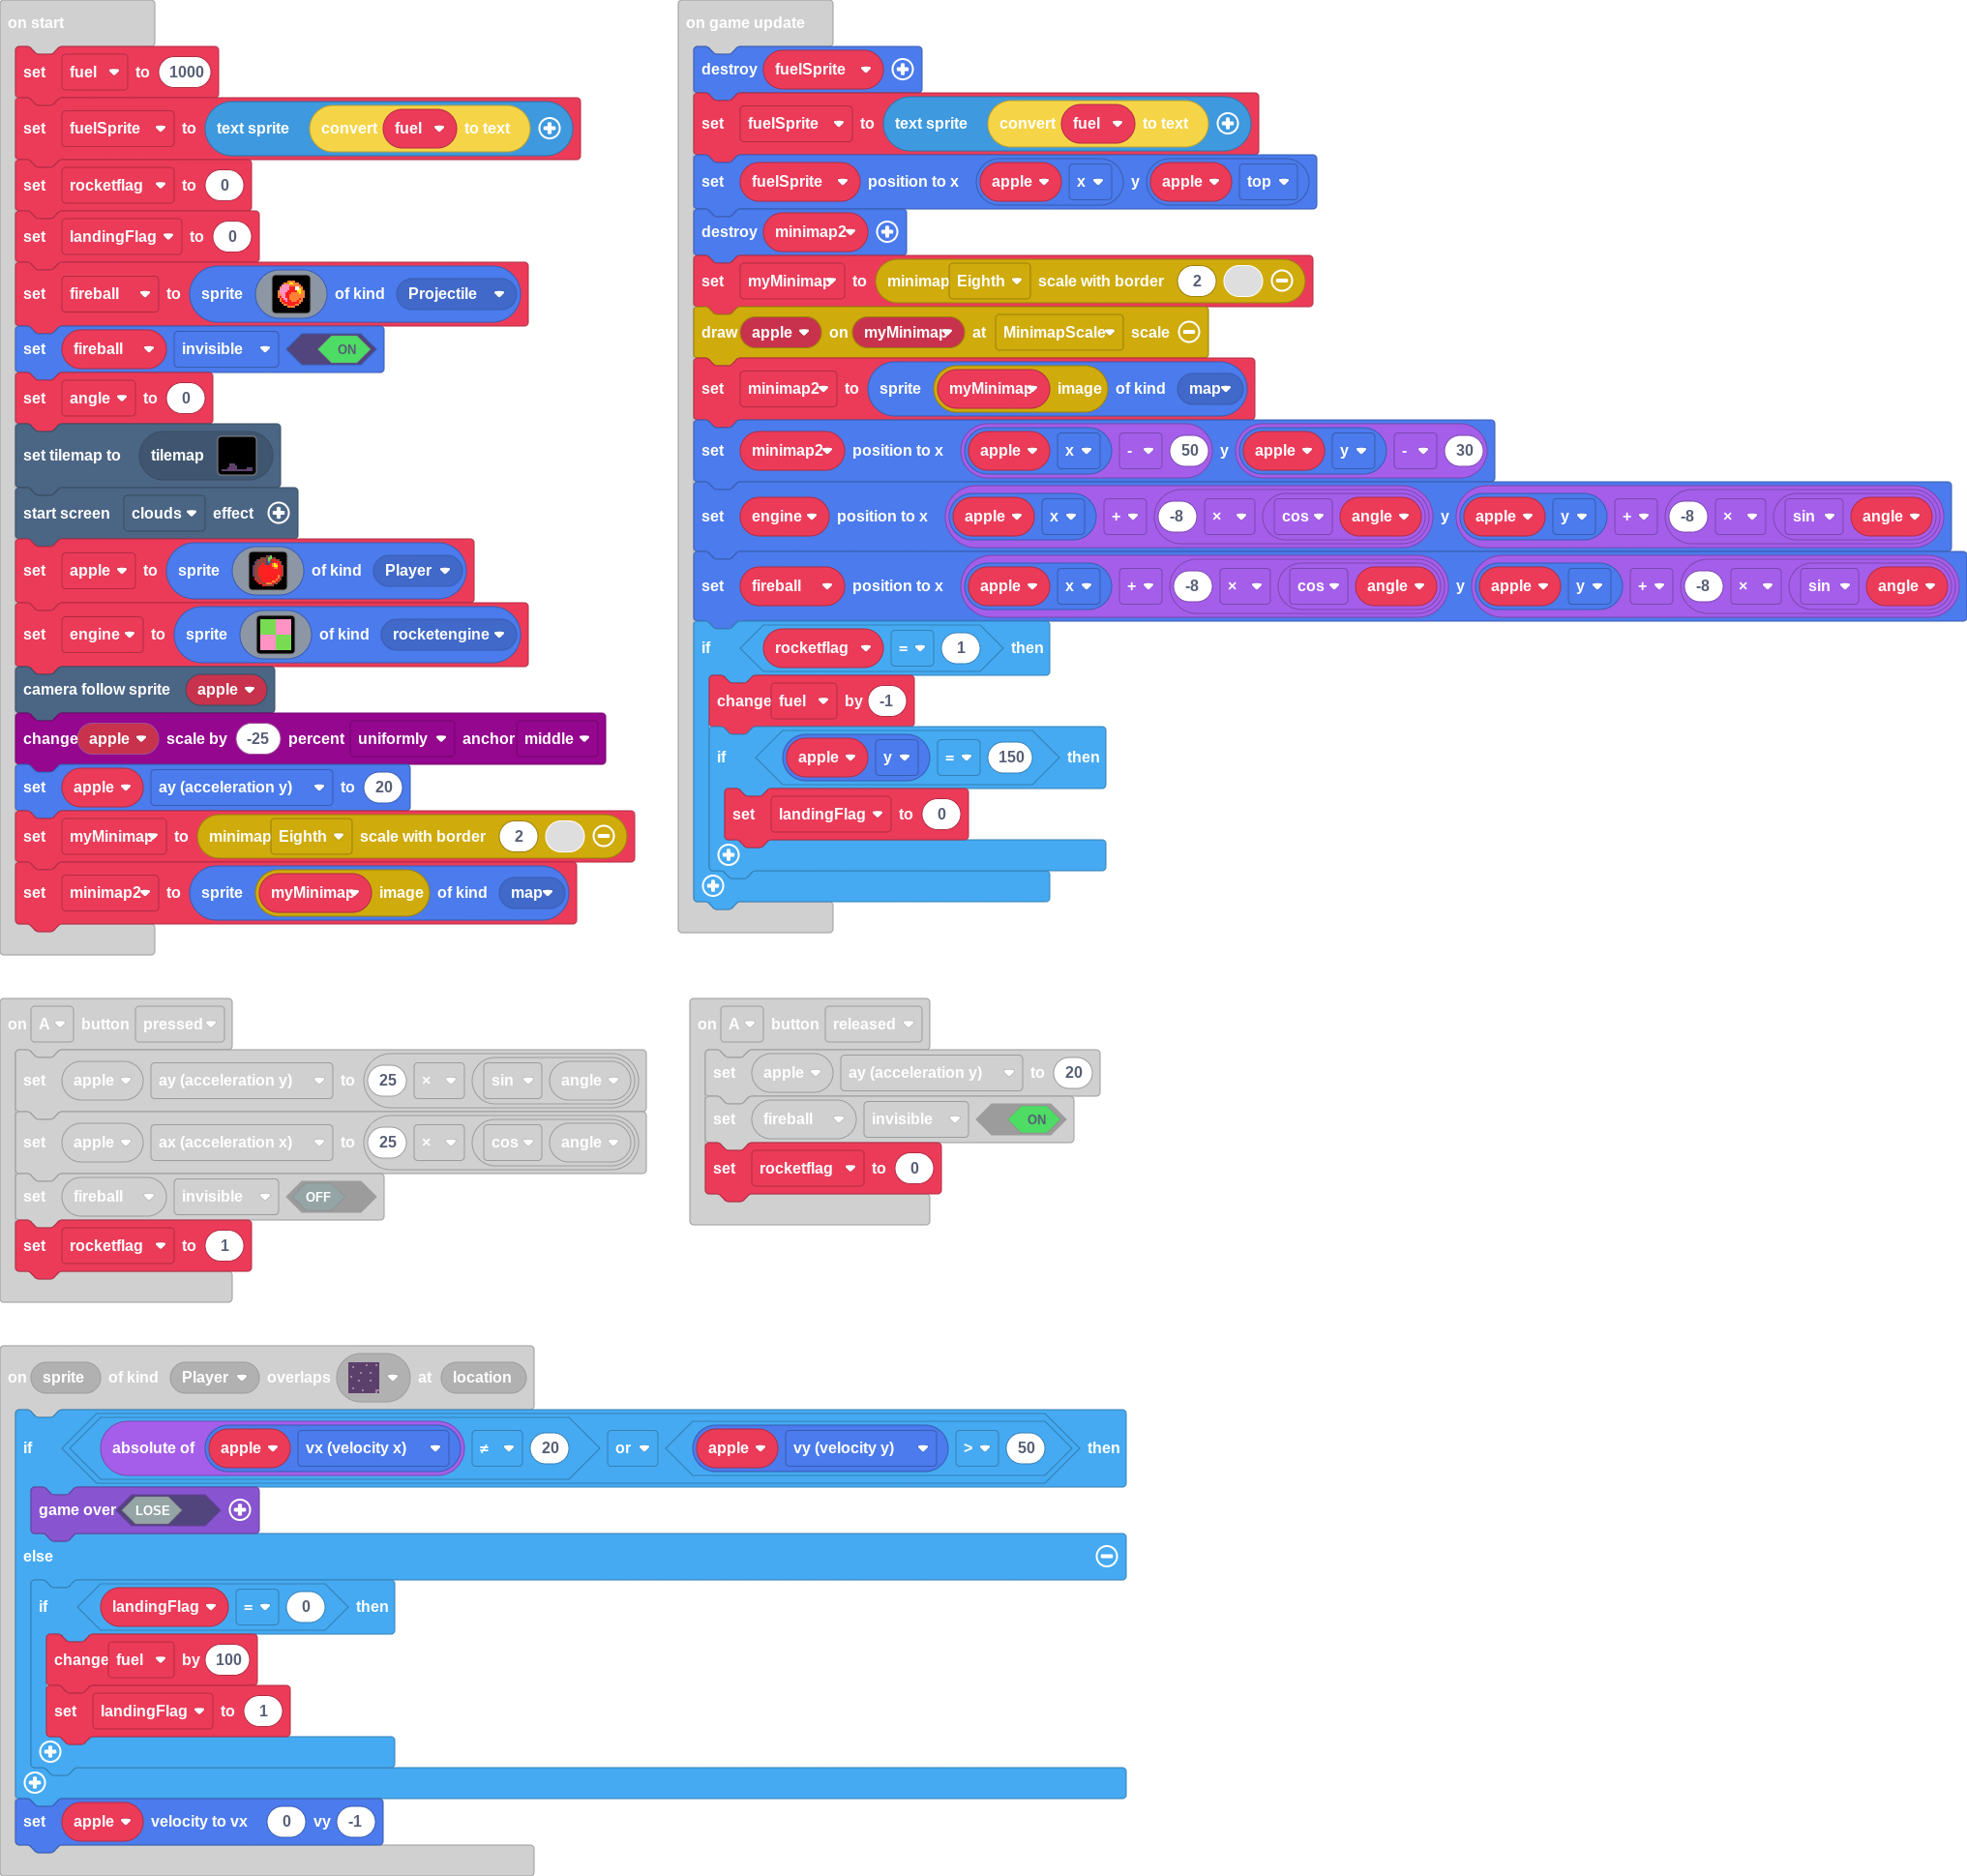 on start
set fuel to 1000
set fuelSprite to text sprite convert fuel to text
set rocketflag to 0
set landingFlag to 0
set fireball to sprite of kind Projectile
set fireball invisible ON
set angle to 0
set tilemap to tilemap
start screen clouds effect
set apple to sprite of kind Player
set engine to sprite of kind rocketengine
camera follow sprite apple
change apple scale by -25 percent uniformly anchor middle
set apple ay (acceleration y) to 20
set myMinimap to minimap Eighth scale with border 2
set minimap2 to sprite myMinimap image of kind map
on game update
destroy fuelSprite
set fuelSprite to text sprite convert fuel to text
set fuelSprite position to x apple x y apple top
destroy minimap2
set myMinimap to minimap Eighth scale with border 2
draw apple on myMinimap at MinimapScale scale
set minimap2 to sprite myMinimap image of kind map
set minimap2 position to x apple x - 50 y apple y - 30
set engine position to x apple x + -8 × cos angle y apple y + -8 × sin angle
set fireball position to x apple x + -8 × cos angle y apple y + -8 × sin angle
if rocketflag = 1 then
change fuel by -1
if apple y = 150 then
set landingFlag to 0
on A button pressed
set apple ay (acceleration y) to 25 × sin angle
set apple ax (acceleration x) to 25 × cos angle
set fireball invisible OFF
set rocketflag to 1
on A button released
set apple ay (acceleration y) to 20
set fireball invisible ON
set rocketflag to 0
on sprite of kind Player overlaps at location
if absolute of apple vx (velocity x) ≠ 20 or apple vy (velocity y) > 50 then
game over LOSE
else
if landingFlag = 0 then
change fuel by 100
set landingFlag to 1
set apple velocity to vx 0 vy -1